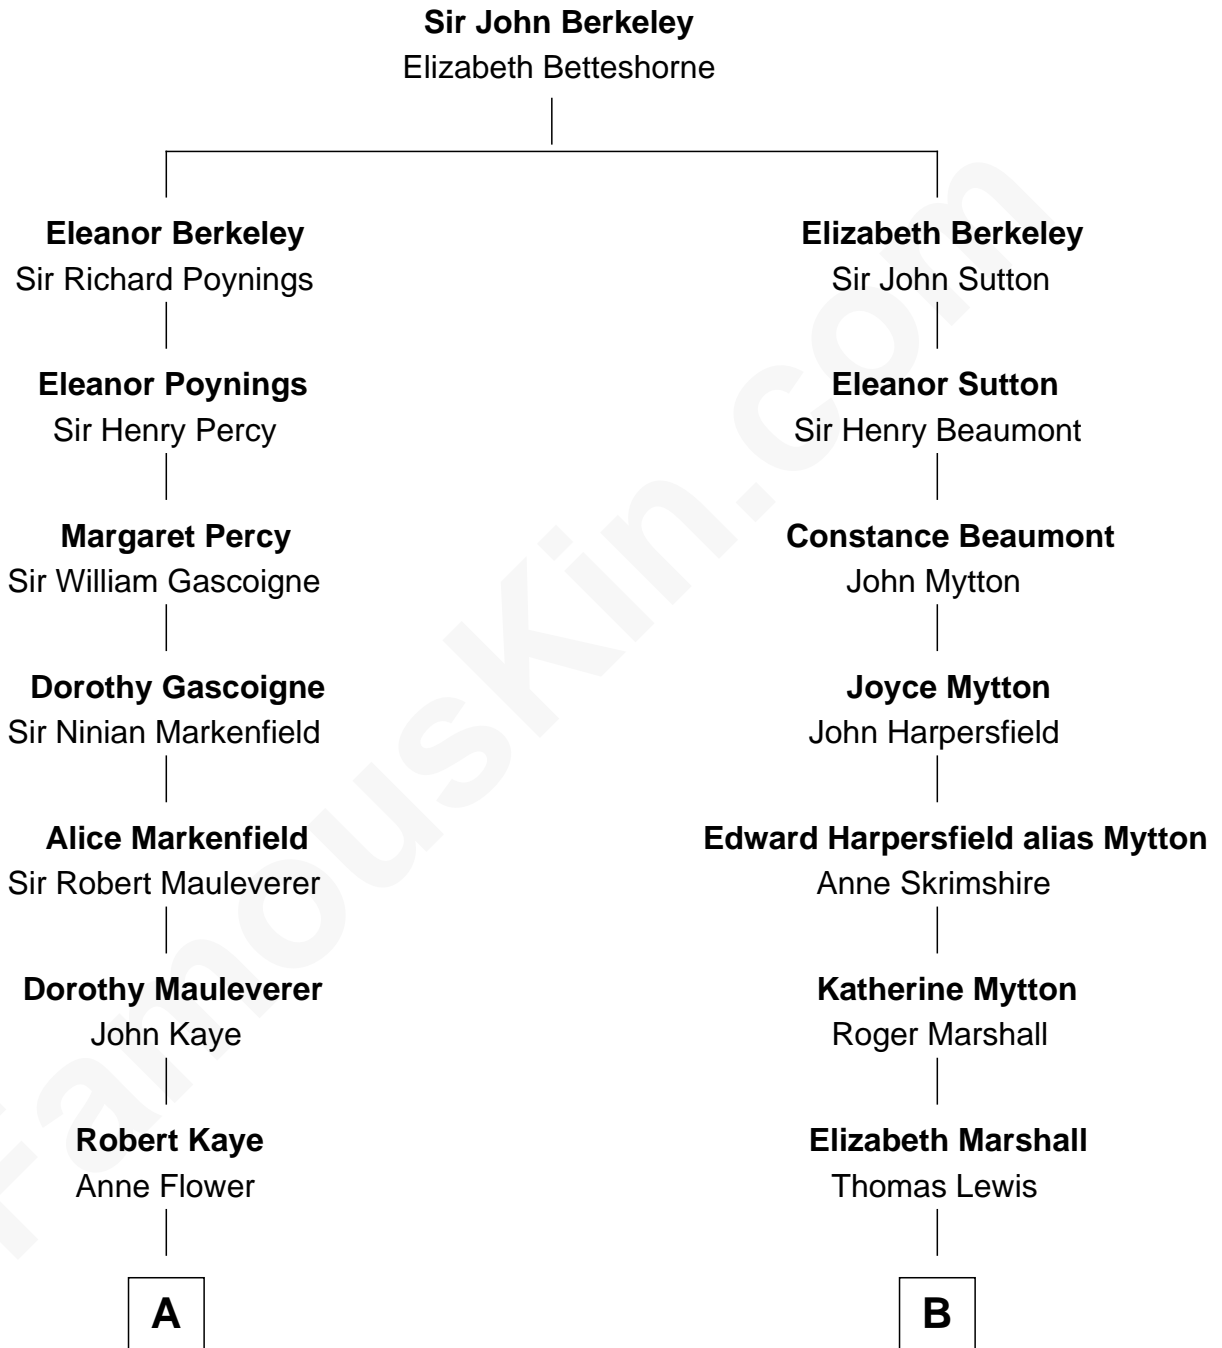 Sir John Berkeley
Elizabeth Betteshorne
Eleanor Berkeley
Sir Richard Poynings
Elizabeth Berkeley
Sir John Sutton
Eleanor Poynings
Sir Henry Percy
Eleanor Sutton
Sir Henry Beaumont
Margaret Percy
Sir William Gascoigne
Constance Beaumont
John Mytton
Dorothy Gascoigne
Sir Ninian Markenfield
Joyce Mytton
John Harpersfield
Alice Markenfield
Sir Robert Mauleverer
Edward Harpersfield alias Mytton
Anne Skrimshire
Dorothy Mauleverer
John Kaye
Katherine Mytton
Roger Marshall
Robert Kaye
Anne Flower
Elizabeth Marshall
Thomas Lewis
A
B
FamousKin.com